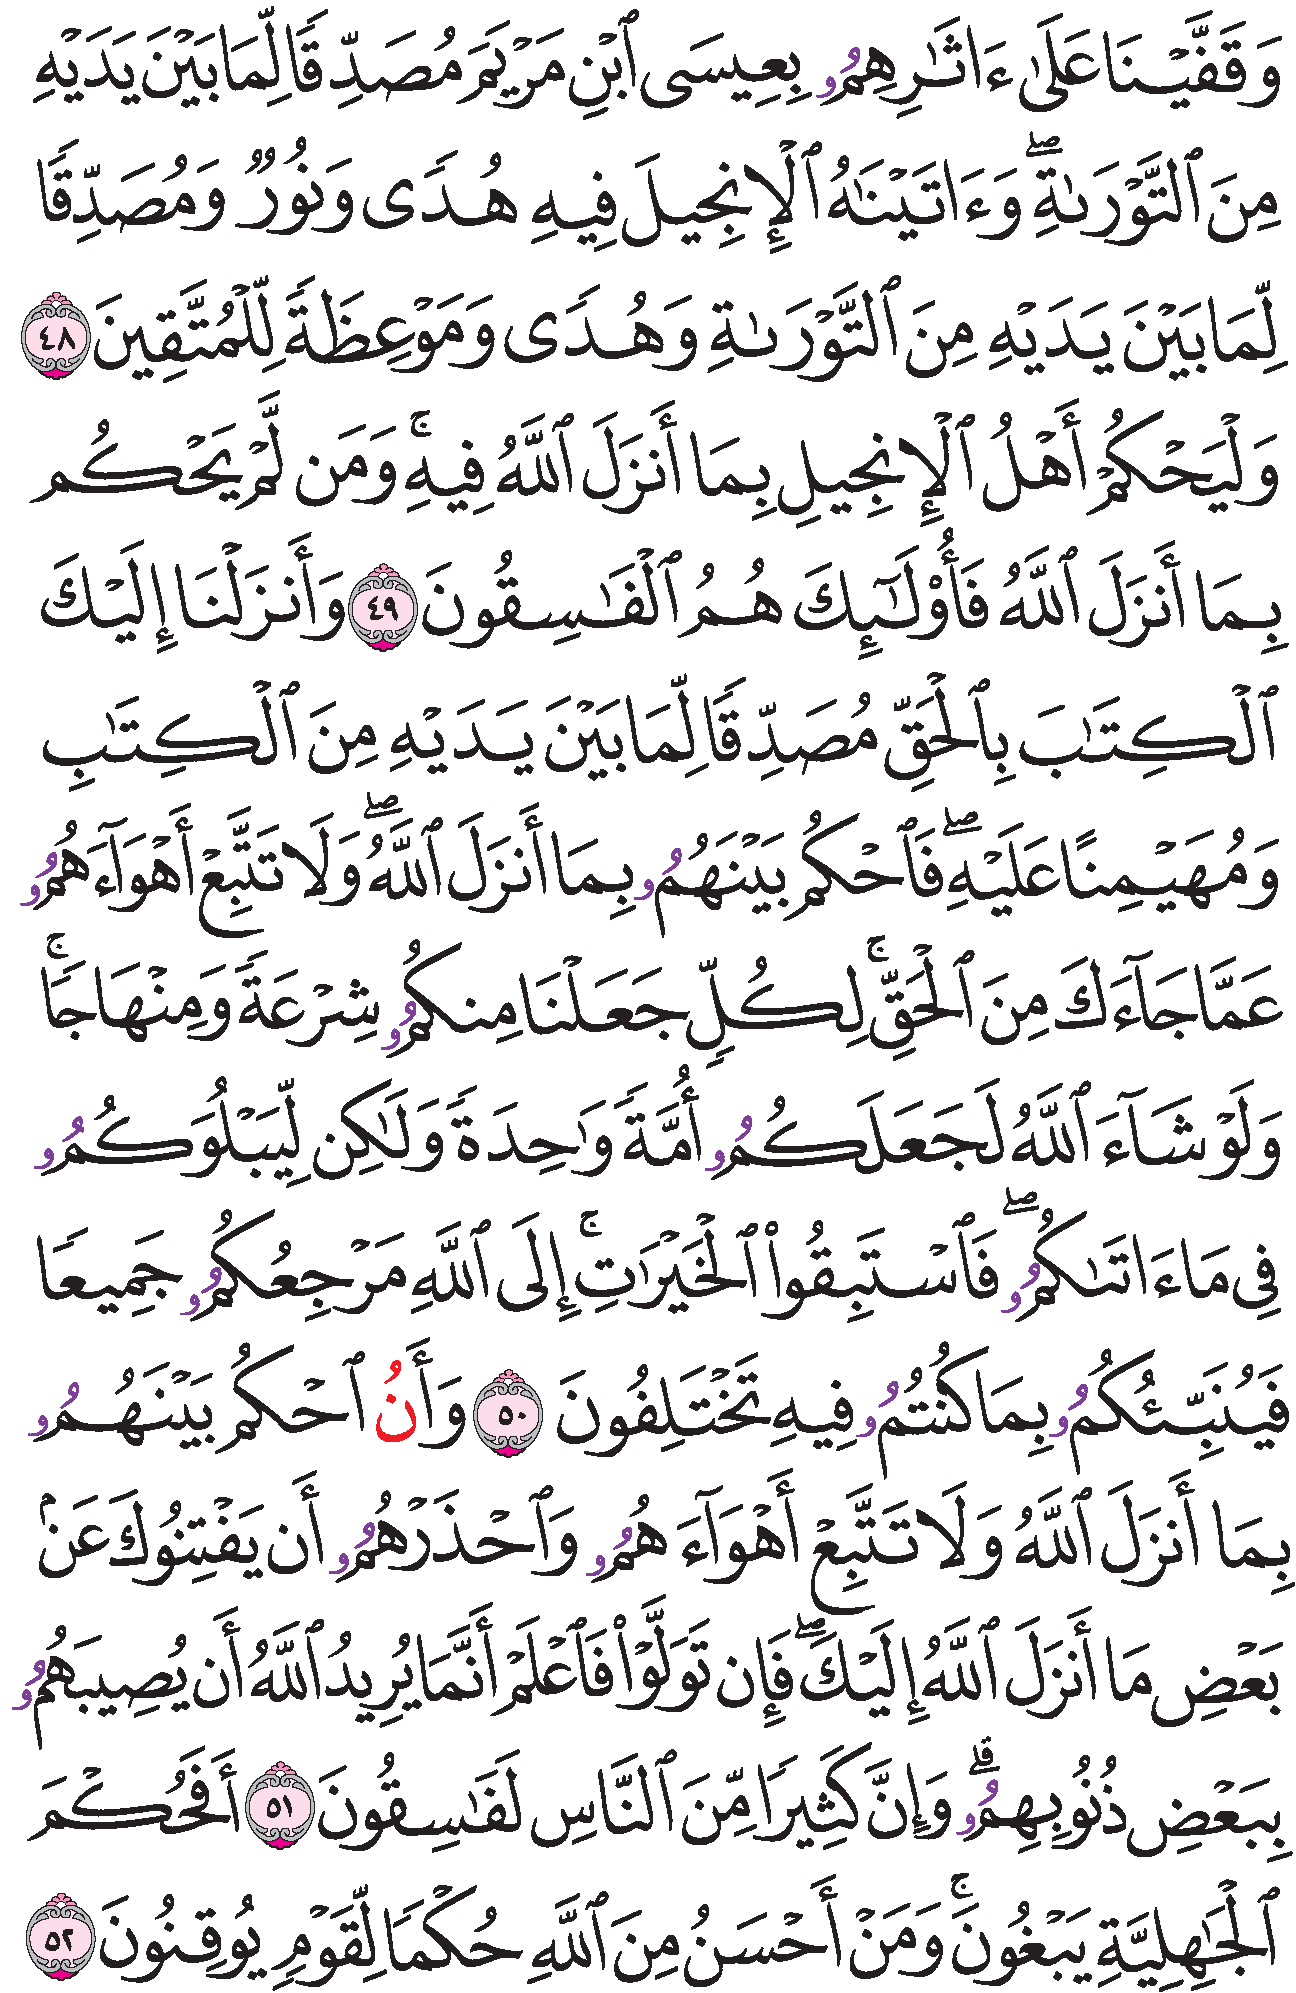 وَقَفَّيْنَا عَلَىٰٓ ءَاثَٰرِهِمُۥ بِعِيسَى ٱبْنِ مَرْيَمَ مُصَدِّقًا لِّمَا بَيْنَ يَدَيْهِ
مِنَ ٱلتَّوْرَىٰةِۖ وَءَاتَيْنَٰهُ ٱلْإِنجِيلَ فِيهِ هُدًى وَنُورٌ وَمُصَدِّقًا
لِّمَا بَيْنَ يَدَيْهِ مِنَ ٱلتَّوْرَىٰةِ وَهُدًى وَمَوْعِظَةً لِّلْمُتَّقِينَ ٤٨
وَلْيَحْكُمْ أَهْلُ ٱلْإِنجِيلِ بِمَا أَنزَلَ ٱللَّهُ فِيهِۚ وَمَن لَّمْ يَحْكُم
بِمَا أَنزَلَ ٱللَّهُ فَأُوْلَٰٓئِكَ هُمُ ٱلْفَٰسِقُونَ ٤٩ وَأَنزَلْنَا إِلَيْكَ
ٱلْكِتَٰبَ بِٱلْحَقِّ مُصَدِّقًا لِّمَا بَيْنَ يَدَيْهِ مِنَ ٱلْكِتَٰبِ
وَمُهَيْمِنًا عَلَيْهِۖ فَٱحْكُم بَيْنَهُمُۥ بِمَا أَنزَلَ ٱللَّهُۖ وَلَا تَتَّبِعْ أَهْوَآءَهُمُۥ
عَمَّا جَآءَكَ مِنَ ٱلْحَقِّۚ لِكُلٍّ جَعَلْنَا مِنكُمُۥ شِرْعَةً وَمِنْهَاجًاۚ
وَلَوْ شَآءَ ٱللَّهُ لَجَعَلَكُمُۥ أُمَّةً وَٰحِدَةً وَلَٰكِن لِّيَبْلُوَكُمُۥ
فِي مَا ءَاتَىٰكُمُۥۖ فَٱسْتَبِقُواْ ٱلْخَيْرَٰتِۚ إِلَى ٱللَّهِ مَرْجِعُكُمُۥ جَمِيعًا
فَيُنَبِّئُكُمُۥ بِمَا كُنتُمُۥ فِيهِ تَخْتَلِفُونَ ٥٠ وَأَنُ ٱحْكُم بَيْنَهُمُۥ
بِمَا أَنزَلَ ٱللَّهُ وَلَا تَتَّبِعْ أَهْوَآءَهُمُۥ وَٱحْذَرْهُمُۥ أَن يَفْتِنُوكَ عَنۢ
بَعْضِ مَا أَنزَلَ ٱللَّهُ إِلَيْكَۖ فَإِن تَوَلَّوْاْ فَٱعْلَمْ أَنَّمَا يُرِيدُ ٱللَّهُ أَن يُصِيبَهُمُۥ
بِبَعْضِ ذُنُوبِهِمُۥۗ وَإِنَّ كَثِيرًا مِّنَ ٱلنَّاسِ لَفَٰسِقُونَ ٥١ أَفَحُكْمَ
ٱلْجَٰهِلِيَّةِ يَبْغُونَۚ وَمَنْ أَحْسَنُ مِنَ ٱللَّهِ حُكْمًا لِّقَوْمٍ يُوقِنُونَ ٥٢